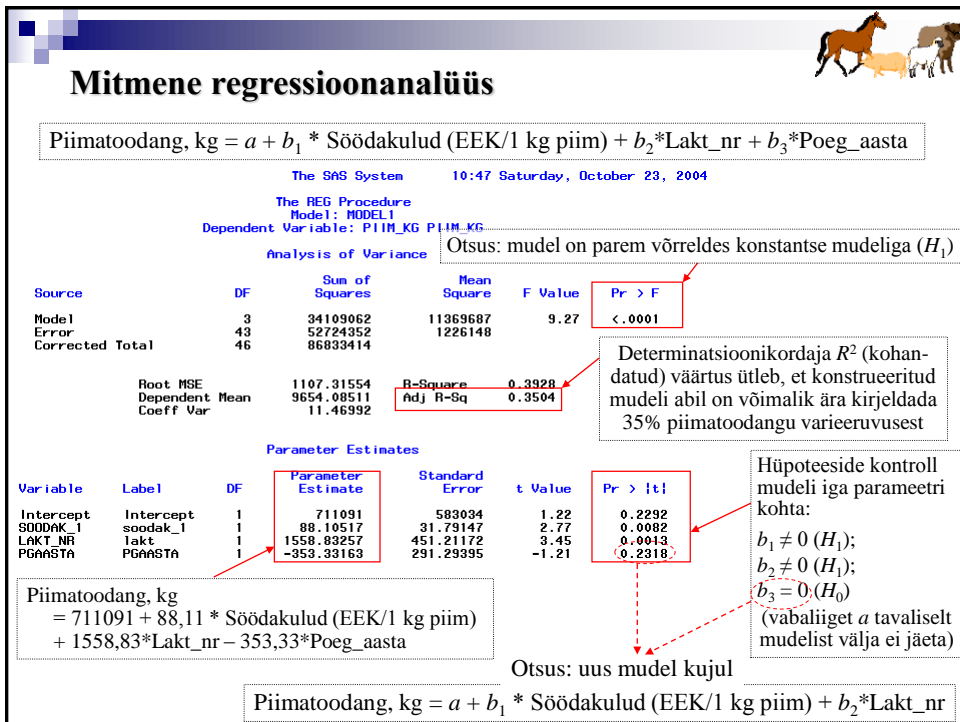 Mitmene regressioonanalüüs
Piimatoodang, kg = a + b1 * Söödakulud (EEK/1 kg piim) + b2*Lakt_nr + b3*Poeg_aasta
The SAS System 10:47 Saturday, October 23, 2004
The REG Procedure
Model: MODEL1
Dependent Variable: PIIM_KG PIIM_KG
Otsus: mudel on parem võrreldes konstantse mudeliga (H1)
Analysis of Variance
Sum of Mean
Source DF Squares Square F Value Pr > F
Model 3 34109062 11369687 9.27 <.0001
Error 43 52724352 1226148
Corrected Total 46 86833414
Determinatsioonikordaja R² (kohan-
datud) väärtus ütleb, et konstrueeritud
mudeli abil on võimalik ära kirjeldada
35% piimatoodangu varieeruvusest
Root MSE 1107.31554 R-Square 0.3928
Dependent Mean 9654.08511 Adj R-Sq 0.3504
Coeff Var 11.46992
Parameter Estimates
Parameter Standard
Variable Label DF Estimate Error t Value Pr > |t|
Intercept Intercept 1 711091 583034 1.22 0.2292
SOODAK_1 soodak_1 1 88.10517 31.79147 2.77 0.0082
LAKT_NR lakt 1 1558.83257 451.21172 3.45 0.0013
PGAASTA PGAASTA 1 -353.33163 291.29395 -1.21 0.2318
Hüpoteeside kontroll
mudeli iga parameetri
kohta:
b1 ≠ 0 (H1);
b2 ≠ 0 (H1);
b3 = 0 (H0)
(vabaliiget a tavaliselt
mudelist välja ei jäeta)
Piimatoodang, kg
= 711091 + 88,11 * Söödakulud (EEK/1 kg piim)
+ 1558,83*Lakt_nr – 353,33*Poeg_aasta
Otsus: uus mudel kujul
Piimatoodang, kg = a + b1 * Söödakulud (EEK/1 kg piim) + b2*Lakt_nr